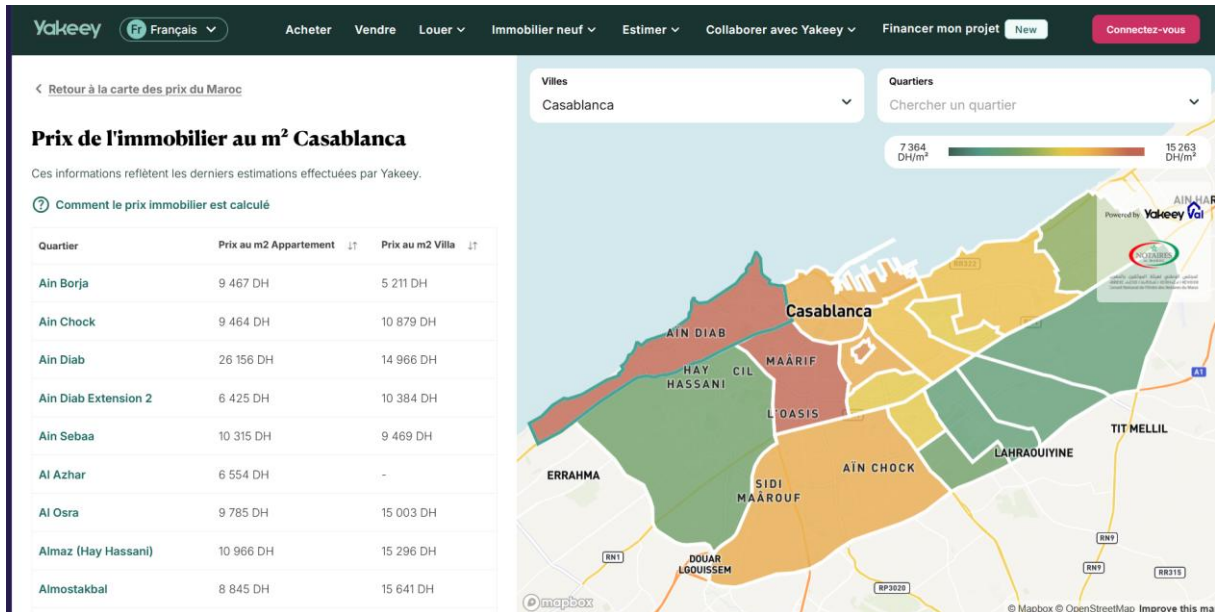 Yakeey
Fr Français
Acheter
Vendre
Louer
Immobilier neuf
Estimer
Collaborer avec Yakeey
Financer mon projet New
Connectez-vous
Retour à la carte des prix du Maroc
Prix de l'immobilier au m² Casablanca
Ces informations reflètent les derniers estimations effectuées par Yakeey.
? Comment le prix immobilier est calculé
Quartier Prix au m2 Appartement Prix au m2 Villa
Ain Borja 9 467 DH 5 211 DH
Ain Chock 9 464 DH 10 879 DH
Ain Diab 26 156 DH 14 966 DH
Ain Diab Extension 2 6 425 DH 10 384 DH
Ain Sebaa 10 315 DH 9 469 DH
Al Azhar 6 554 DH -
Al Osra 9 785 DH 15 003 DH
Almaz (Hay Hassani) 10 966 DH 15 296 DH
Almostakbal 8 845 DH 15 641 DH
Villes
Casablanca
Quartiers
Chercher un quartier
7 364
DH/m²
15 263
DH/m²
AIN HAR
Powered by Yakeey Val
NOTAIRES
RR322
Casablanca
AIN DIAB
MAÂRIF
HAY
HASSANI
CIL
L'OASIS
A1
TIT MELLIL
LAHRAOUIYINE
AÏN CHOCK
ERRAHMA
SIDI
MAÂROUF
RN9
RN1
DOUAR
LGOUISSEM
RN9
RR315
RP3020
mapbox
© Mapbox © OpenStreetMap Improve this ma